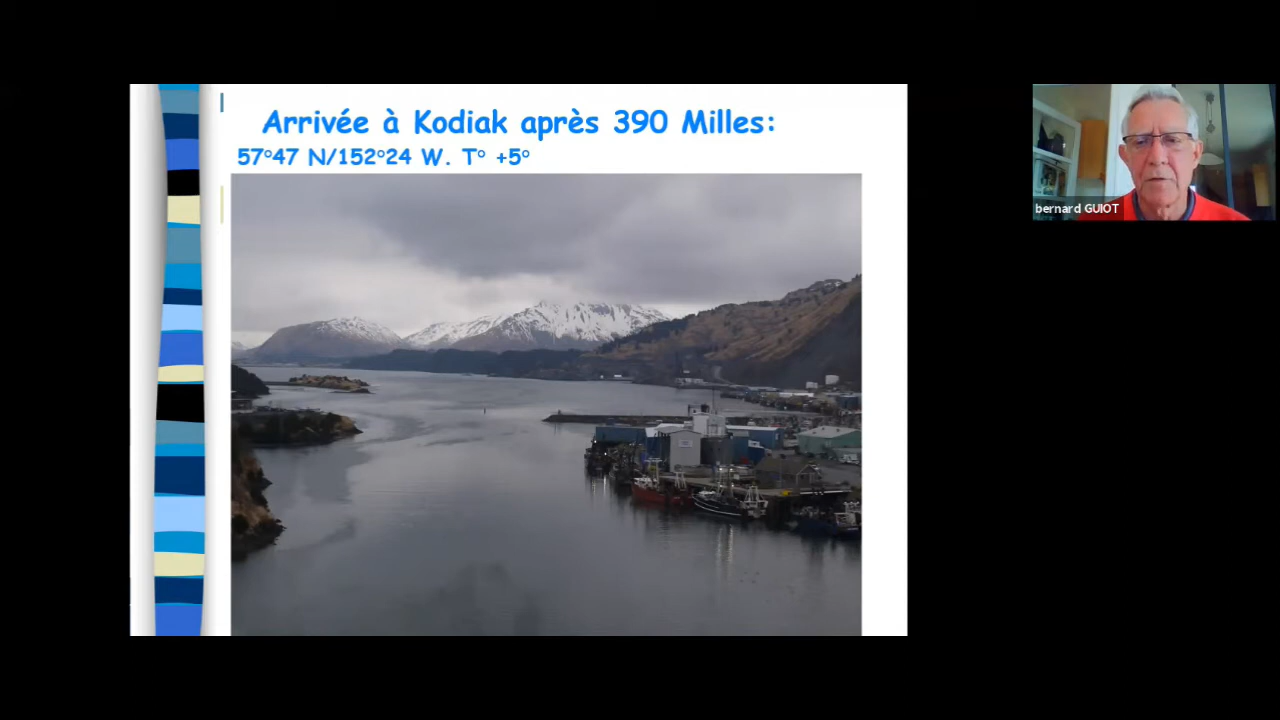 Arrivée à Kodiak après 390 Milles:
57°47 N/152°24 W. T° +5°
bernard GUIOT